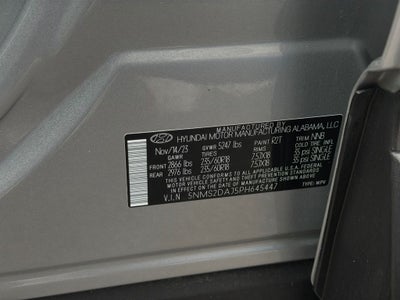 MANUFACTURED BY
HYUNDAI MOTOR MANUFACTURING ALABAMA, LLC
Nov/14/23 GVWR 5247 lbs PAINT R2T TRIM NNB
GAWR TIRES RIMS COLD TIRE INFL
FRONT 2866 lbs 235/60R18 7.5JX18 35 psi SINGLE
REAR 2976 lbs 235/60R18 7.5JX18 35 psi SINGLE
THIS VEHICLE CONFORMS TO ALL APPLICABLE U.S.A. FEDERAL
MOTOR VEHICLE SAFETY, BUMPER AND THEFT PREVENTION STANDARDS
IN EFFECT ON THE DATE OF MANUFACTURE SHOWN ABOVE.
V.I.N 5NMS2DAJ5PH645447 TYPE: MPV